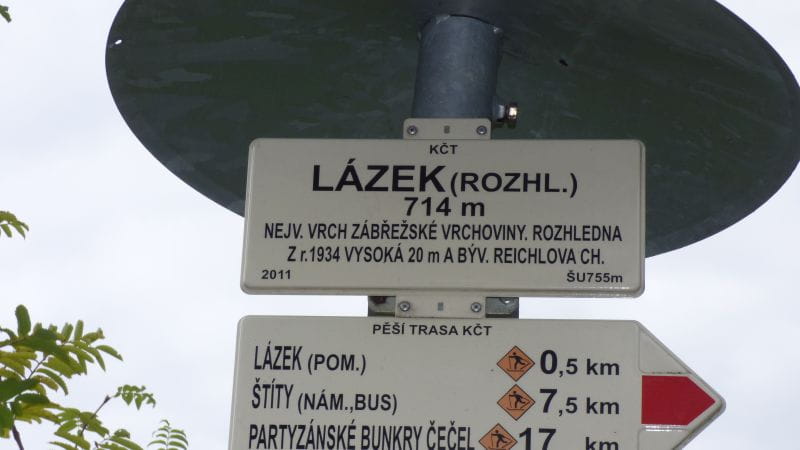 KČT
LÁZEK (ROZHL.)
714 m
NEJV. VRCH ZÁBŘEŽSKÉ VRCHOVINY. ROZHLEDNA
Z r.1934 VYSOKÁ 20 m A BÝV. REICHLOVA CH.
2011 ŠU755m
PĚŠÍ TRASA KČT
LÁZEK (POM.) 0,5 km
ŠTÍTY (NÁM.,BUS) 7,5 km
PARTYZÁNSKÉ BUNKRY ČEČEL 17 km